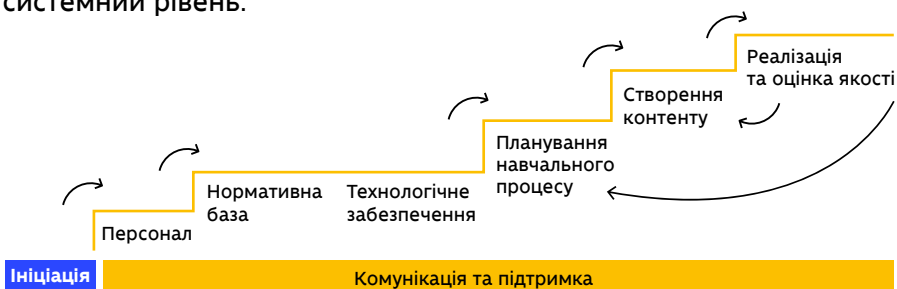 системний рівень.
Реалізація
та оцінка якості
Створення
контенту
Планування
навчального
процесу
Нормативна
база
Технологічне
забезпечення
Персонал
Ініціація
Комунікація та підтримка